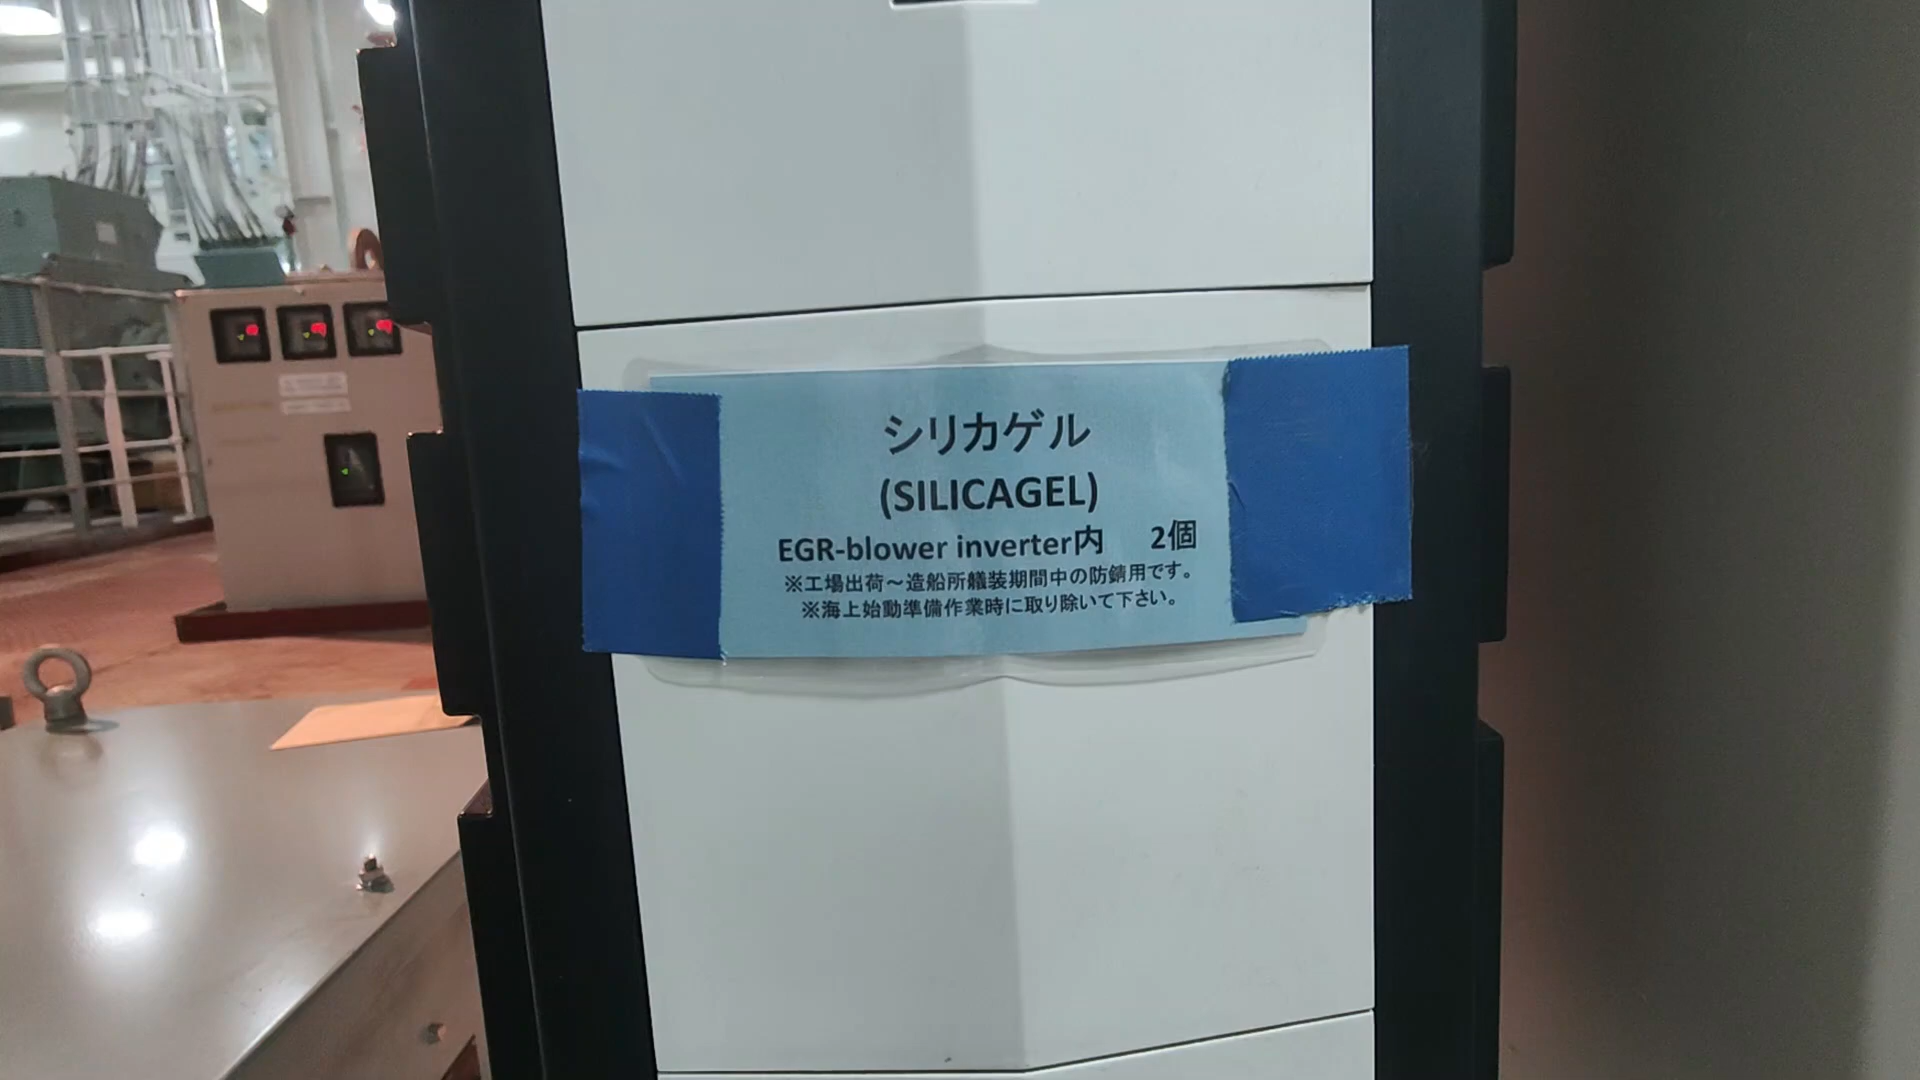 シリカゲル
(SILICAGEL)
EGR-blower inverter内 2個
※工場出荷～造船所艤装期間中の防錆用です。
※海上始動準備作業時に取り除いて下さい。